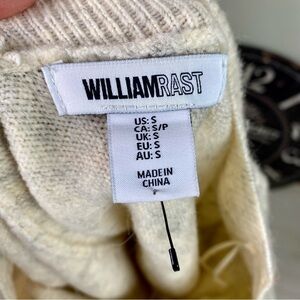 WILLIAMRAST
US: S
CA: S/P
UK: S
EU: S
AU: S
MADE IN
CHINA